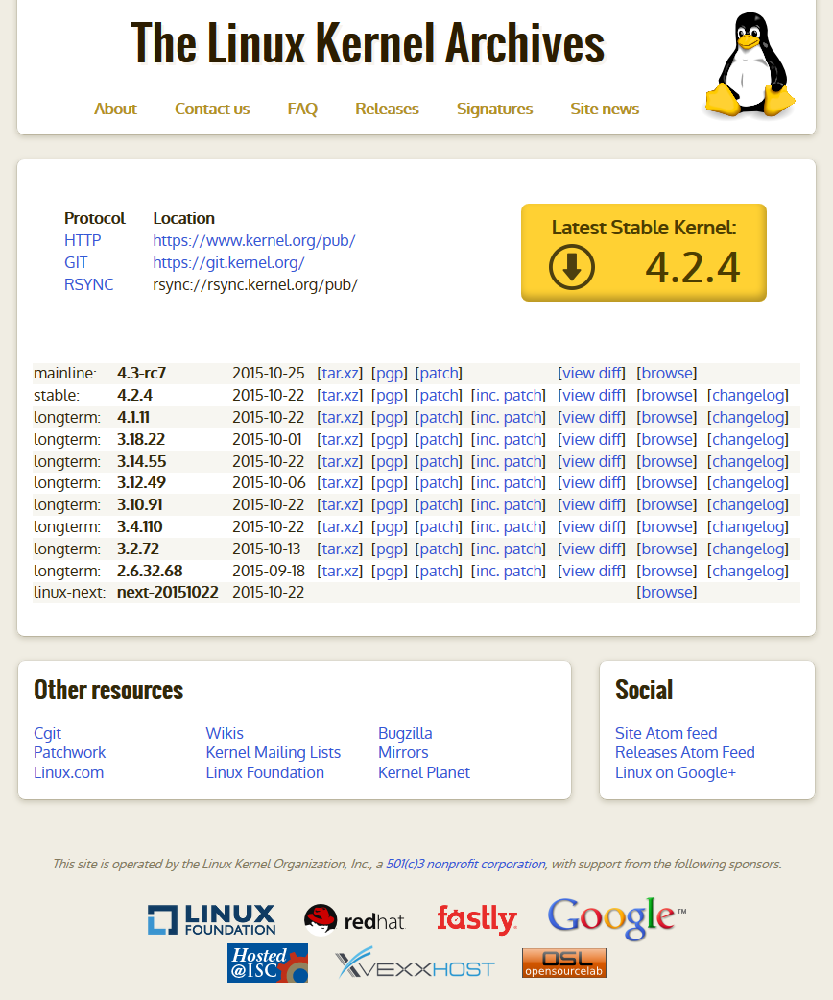 The Linux Kernel Archives
About Contact us FAQ Releases Signatures Site news
Protocol Location
HTTP https://www.kernel.org/pub/
GIT https://git.kernel.org/
RSYNC rsync://rsync.kernel.org/pub/
Latest Stable Kernel:
4.2.4
mainline: 4.3-rc7 2015-10-25 [tar.xz] [pgp] [patch] [view diff] [browse]
stable: 4.2.4 2015-10-22 [tar.xz] [pgp] [patch] [inc. patch] [view diff] [browse] [changelog]
longterm: 4.1.11 2015-10-22 [tar.xz] [pgp] [patch] [inc. patch] [view diff] [browse] [changelog]
longterm: 3.18.22 2015-10-01 [tar.xz] [pgp] [patch] [inc. patch] [view diff] [browse] [changelog]
longterm: 3.14.55 2015-10-22 [tar.xz] [pgp] [patch] [inc. patch] [view diff] [browse] [changelog]
longterm: 3.12.49 2015-10-06 [tar.xz] [pgp] [patch] [inc. patch] [view diff] [browse] [changelog]
longterm: 3.10.91 2015-10-22 [tar.xz] [pgp] [patch] [inc. patch] [view diff] [browse] [changelog]
longterm: 3.4.110 2015-10-22 [tar.xz] [pgp] [patch] [inc. patch] [view diff] [browse] [changelog]
longterm: 3.2.72 2015-10-13 [tar.xz] [pgp] [patch] [inc. patch] [view diff] [browse] [changelog]
longterm: 2.6.32.68 2015-09-18 [tar.xz] [pgp] [patch] [inc. patch] [view diff] [browse] [changelog]
linux-next: next-20151022 2015-10-22 [browse]
Other resources
Cgit Wikis Bugzilla
Patchwork Kernel Mailing Lists Mirrors
Linux.com Linux Foundation Kernel Planet
Social
Site Atom feed
Releases Atom Feed
Linux on Google+
This site is operated by the Linux Kernel Organization, Inc., a 501(c)3 nonprofit corporation, with support from the following sponsors.
LINUX FOUNDATION redhat. fastly Google™
Hosted @ISC VEXXHOST OSL opensourcelab